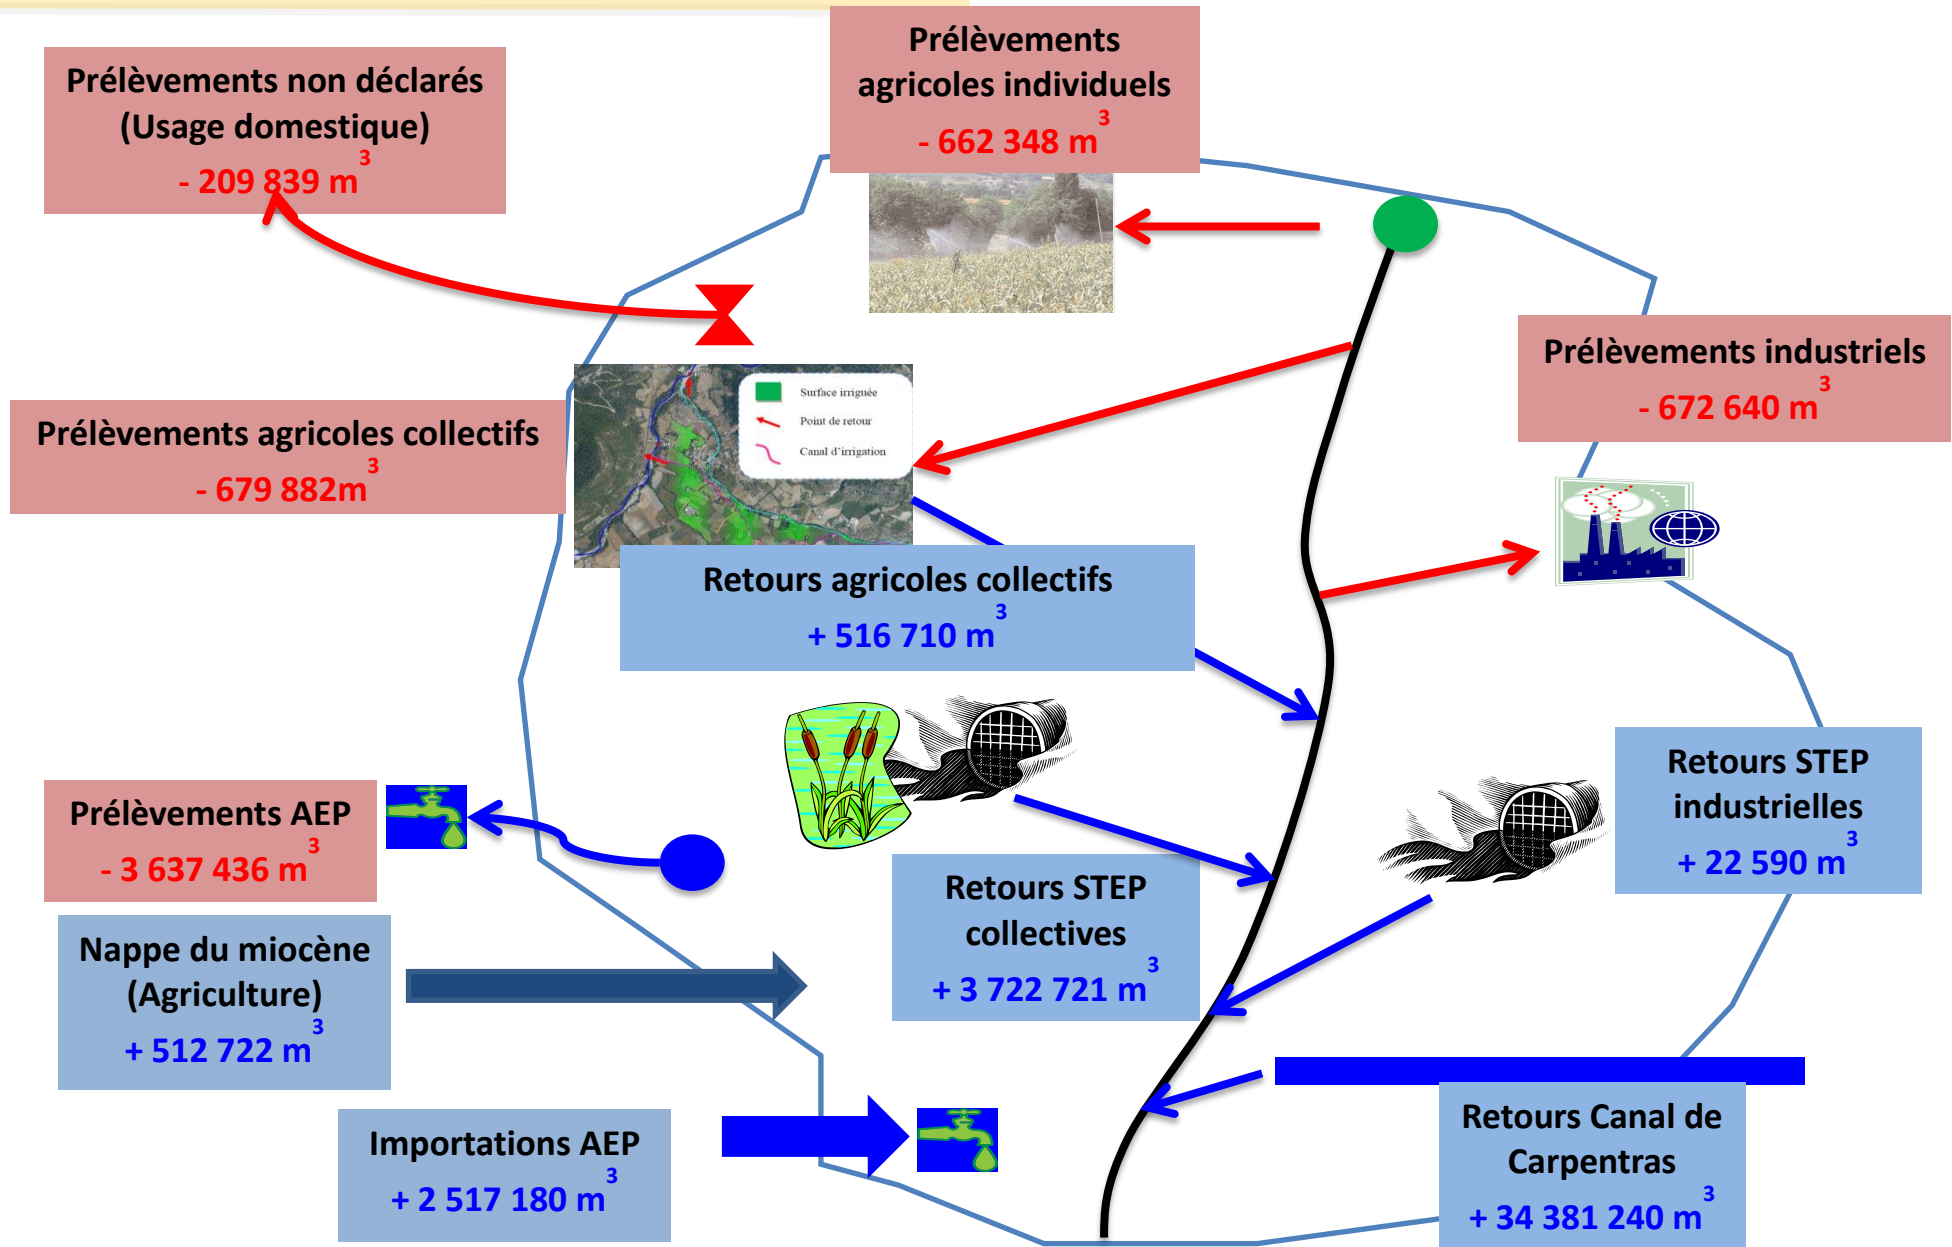 Prélèvements non déclarés
(Usage domestique)
- 209 839 m³
Prélèvements
agricoles individuels
- 662 348 m³
Prélèvements industriels
- 672 640 m³
Prélèvements agricoles collectifs
- 679 882m³
Surface irriguée
Point de retour
Canal d'irrigation
Retours agricoles collectifs
+ 516 710 m³
Prélèvements AEP
- 3 637 436 m³
Retours STEP
industrielles
+ 22 590 m³
Retours STEP
collectives
+ 3 722 721 m³
Nappe du miocène
(Agriculture)
+ 512 722 m³
Importations AEP
+ 2 517 180 m³
Retours Canal de
Carpentras
+ 34 381 240 m³